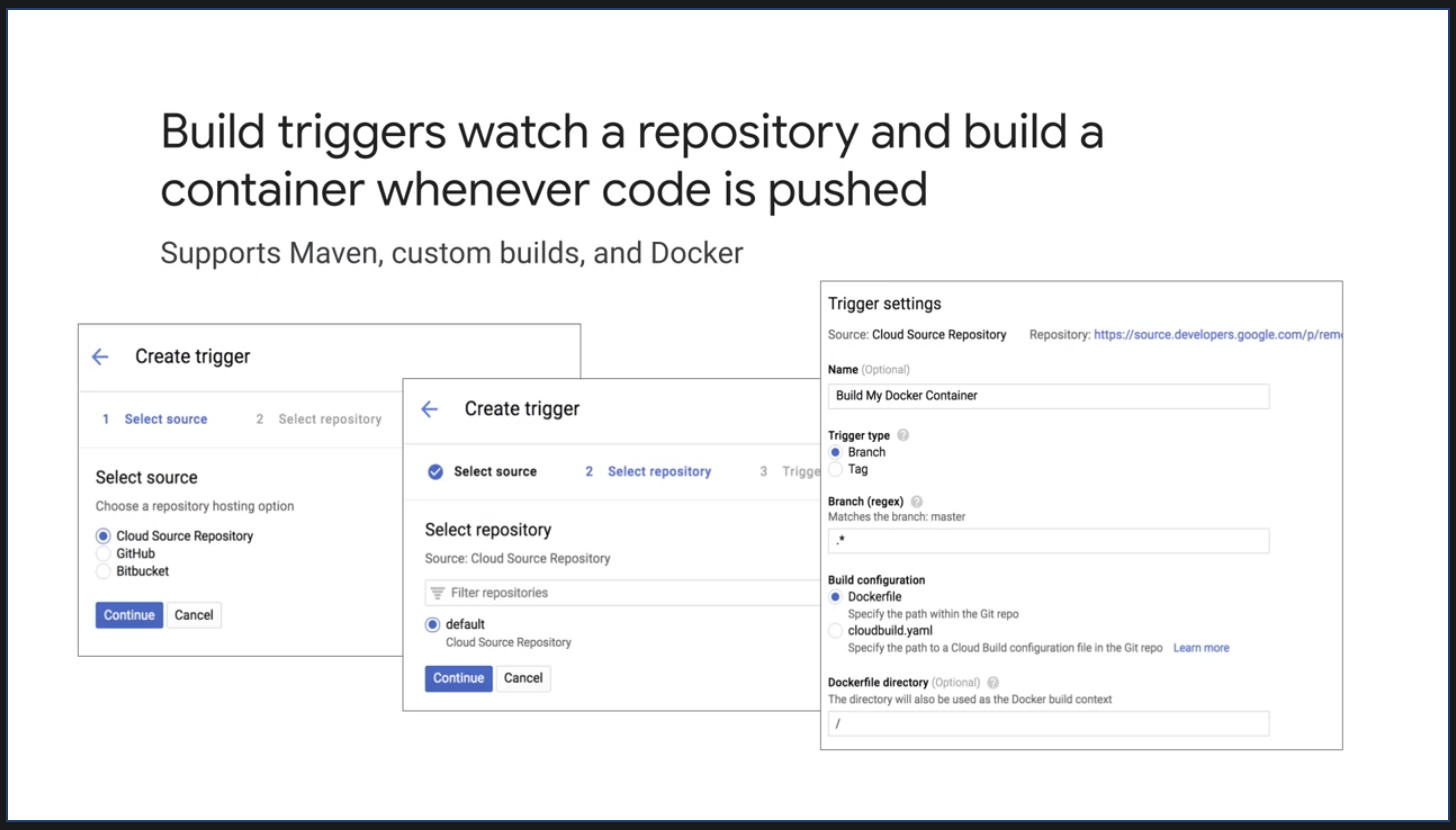 Build triggers watch a repository and build a
container whenever code is pushed
Supports Maven, custom builds, and Docker
Create trigger
1 Select source 2 Select repository
Select source
Choose a repository hosting option
Cloud Source Repository
GitHub
Bitbucket
Continue Cancel
Create trigger
Select source 2 Select repository 3 Trigge
Select repository
Source: Cloud Source Repository
Filter repositories
default
Cloud Source Repository
Continue Cancel
Trigger settings
Source: Cloud Source Repository Repository: https://source.developers.google.com/p/rem
Name (Optional)
Build My Docker Container
Trigger type
Branch
Tag
Branch (regex)
Matches the branch: master
.*
Build configuration
Dockerfile
Specify the path within the Git repo
cloudbuild.yaml
Specify the path to a Cloud Build configuration file in the Git repo Learn more
Dockerfile directory (Optional)
The directory will also be used as the Docker build context
/